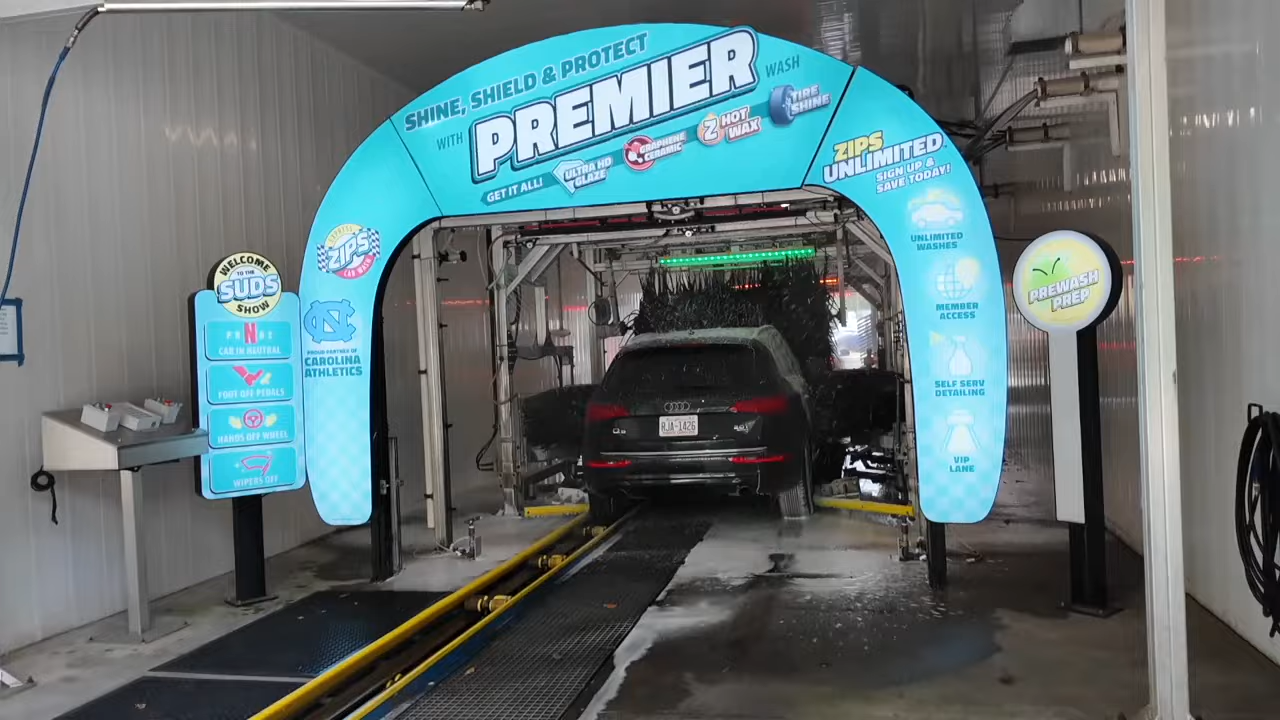 SHINE, SHIELD & PROTECT
WITH PREMIER WASH
GET IT ALL!
ULTRA HD
GLAZE
GRAPHENE
CERAMIC
Z HOT
WAX
TIRE
SHINE
ZIPS
UNLIMITED
SIGN UP &
SAVE TODAY!
UNLIMITED
WASHES
MEMBER
ACCESS
SELF SERV
DETAILING
VIP
LANE
ZIPS
CAR WASH
NC
PROUD PARTNER OF
CAROLINA
ATHLETICS
WELCOME
TO THE
SUDS
SHOW
P R N D E
CAR IN NEUTRAL
FOOT OFF PEDALS
HANDS OFF WHEEL
WIPERS OFF
PREWASH
PREP
RJA-1426
Q5